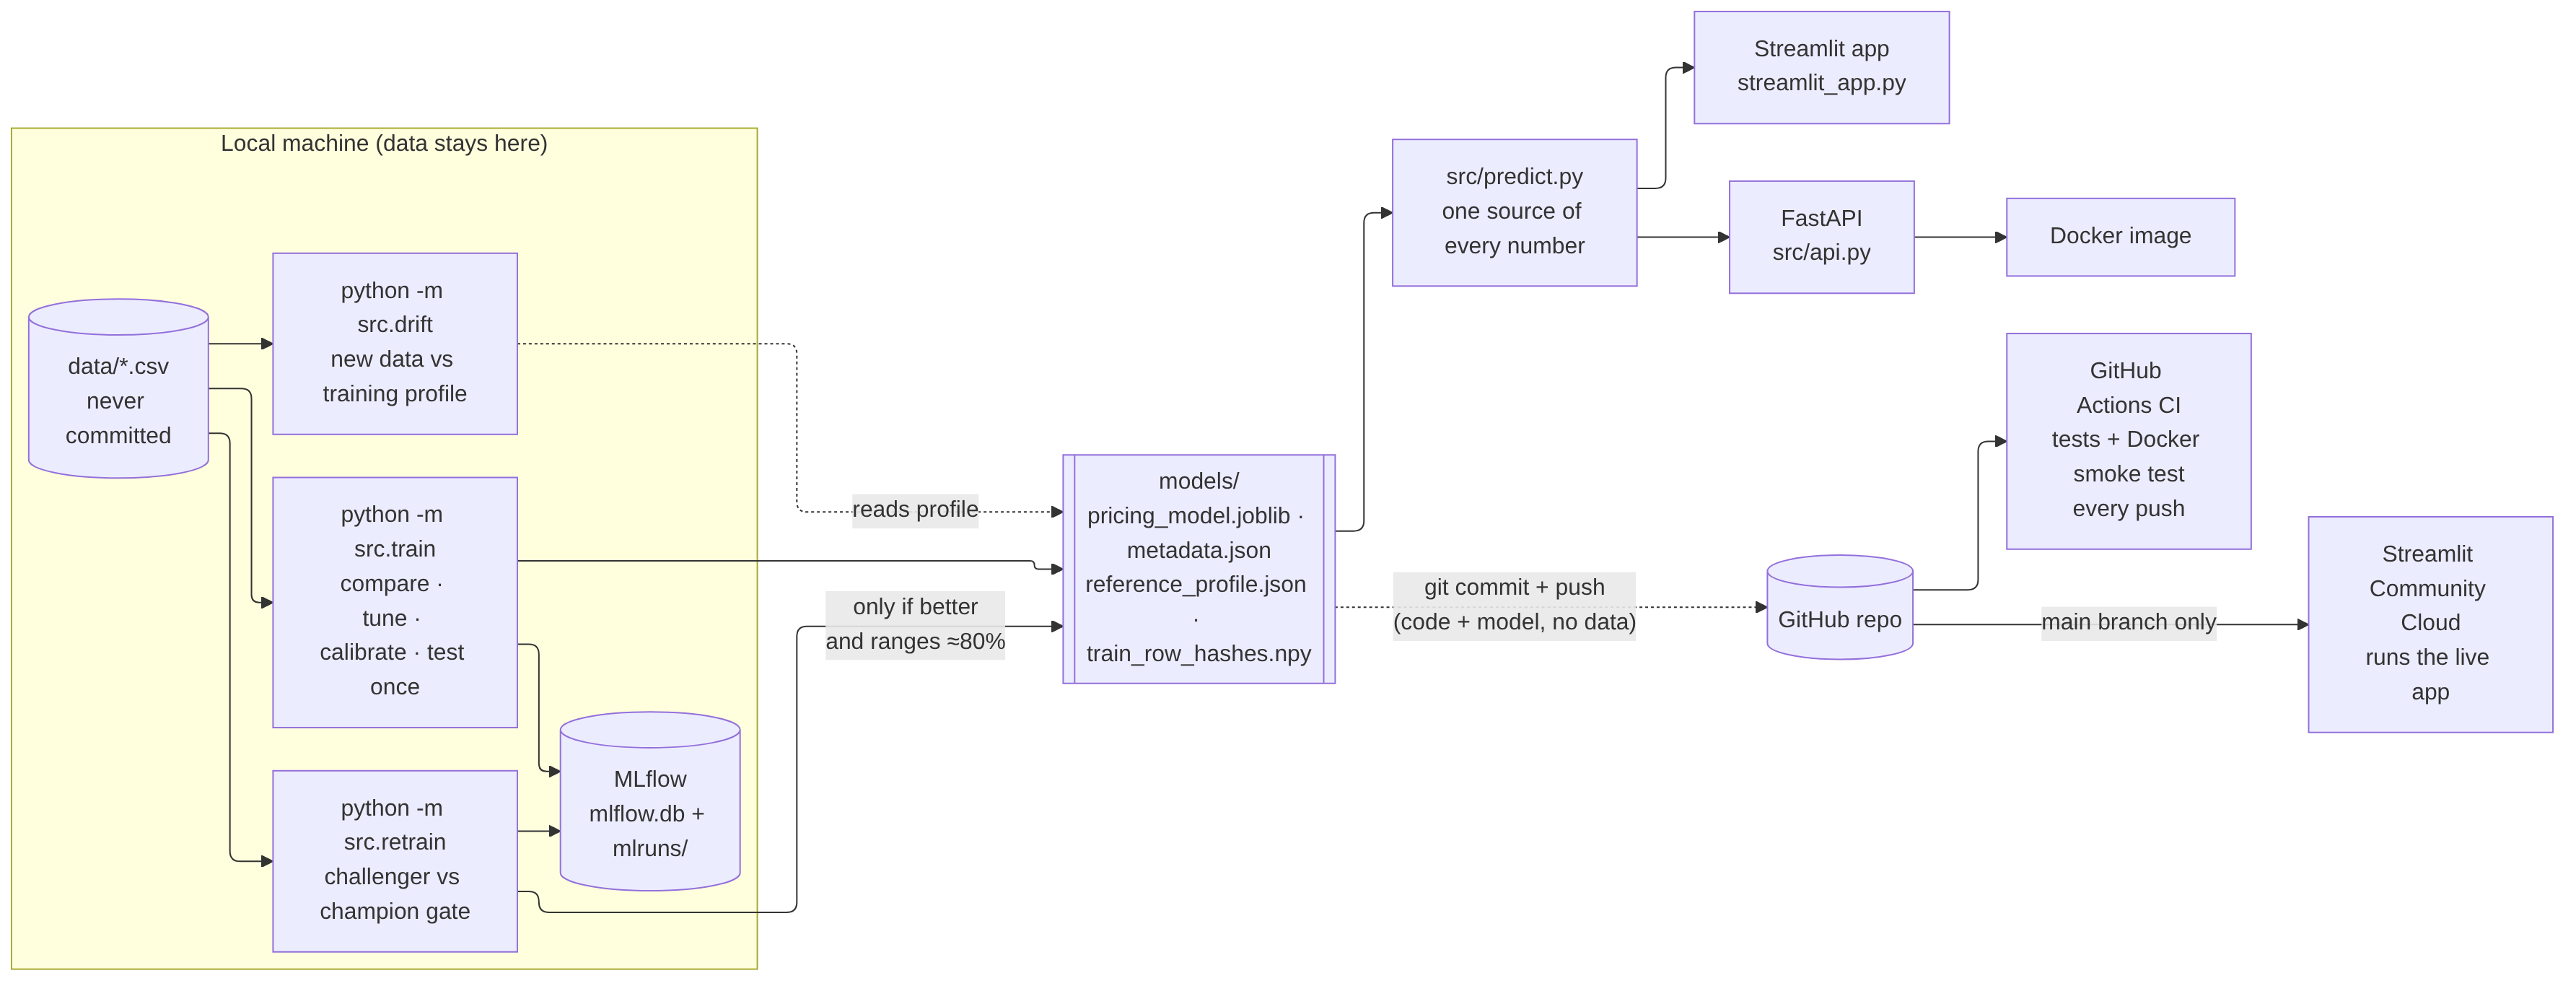 Local machine (data stays here)
data/*.csv
never
committed
python -m
src.drift
new data vs
training profile
python -m
src.train
compare ·
tune ·
calibrate · test
once
python -m
src.retrain
challenger vs
champion gate
MLflow
mlflow.db +
mlruns/
reads profile
only if better
and ranges ≈80%
models/
pricing_model.joblib ·
metadata.json
reference_profile.json
·
train_row_hashes.npy
src/predict.py
one source of
every number
Streamlit app
streamlit_app.py
FastAPI
src/api.py
Docker image
git commit + push
(code + model, no data)
GitHub repo
GitHub
Actions CI
tests + Docker
smoke test
every push
main branch only
Streamlit
Community
Cloud
runs the live
app